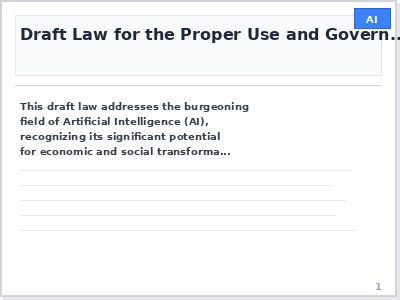 AI
Draft Law for the Proper Use and Govern...
This draft law addresses the burgeoning
field of Artificial Intelligence (AI),
recognizing its significant potential
for economic and social transforma...
1